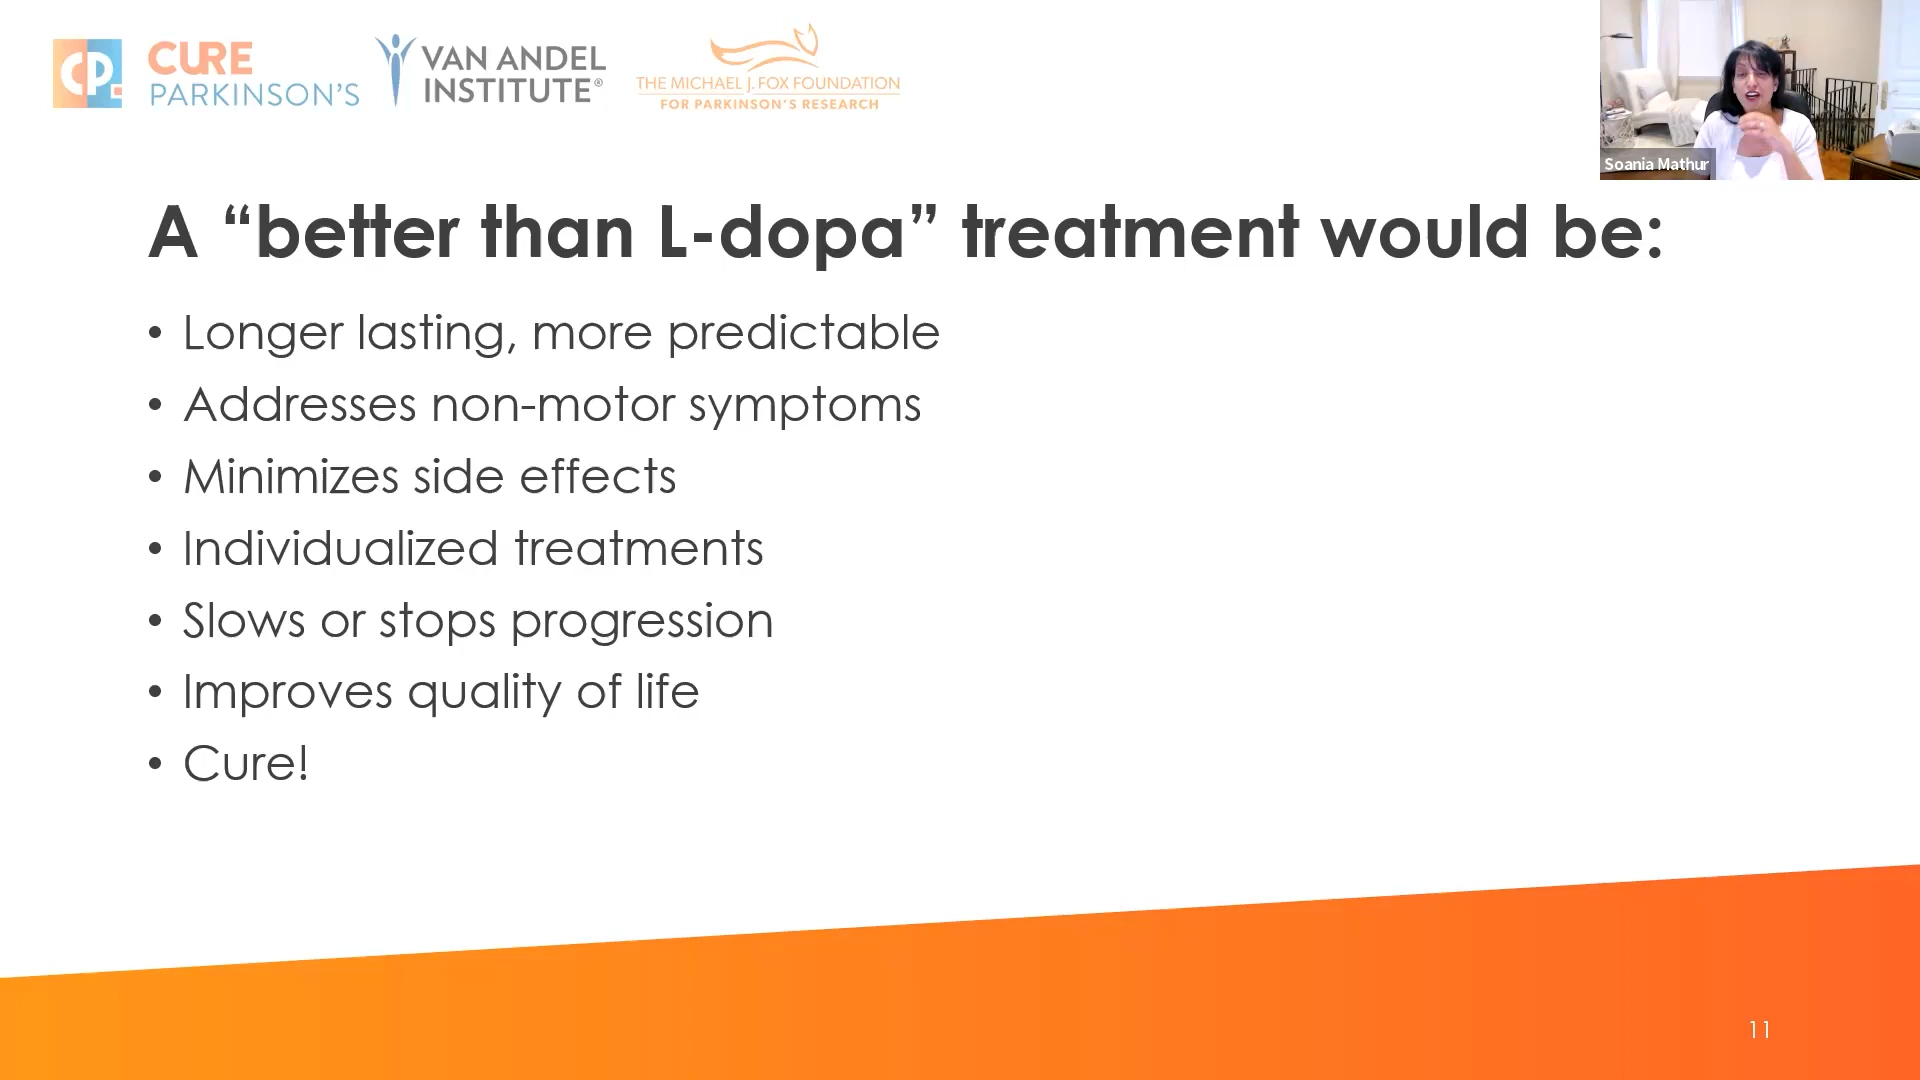 CP.
CURE
PARKINSON'S
VAN ANDEL
INSTITUTE®
THE MICHAEL J. FOX FOUNDATION
FOR PARKINSON'S RESEARCH
Soania Mathur
A “better than L-dopa” treatment would be:
• Longer lasting, more predictable
• Addresses non-motor symptoms
• Minimizes side effects
• Individualized treatments
• Slows or stops progression
• Improves quality of life
• Cure!
11